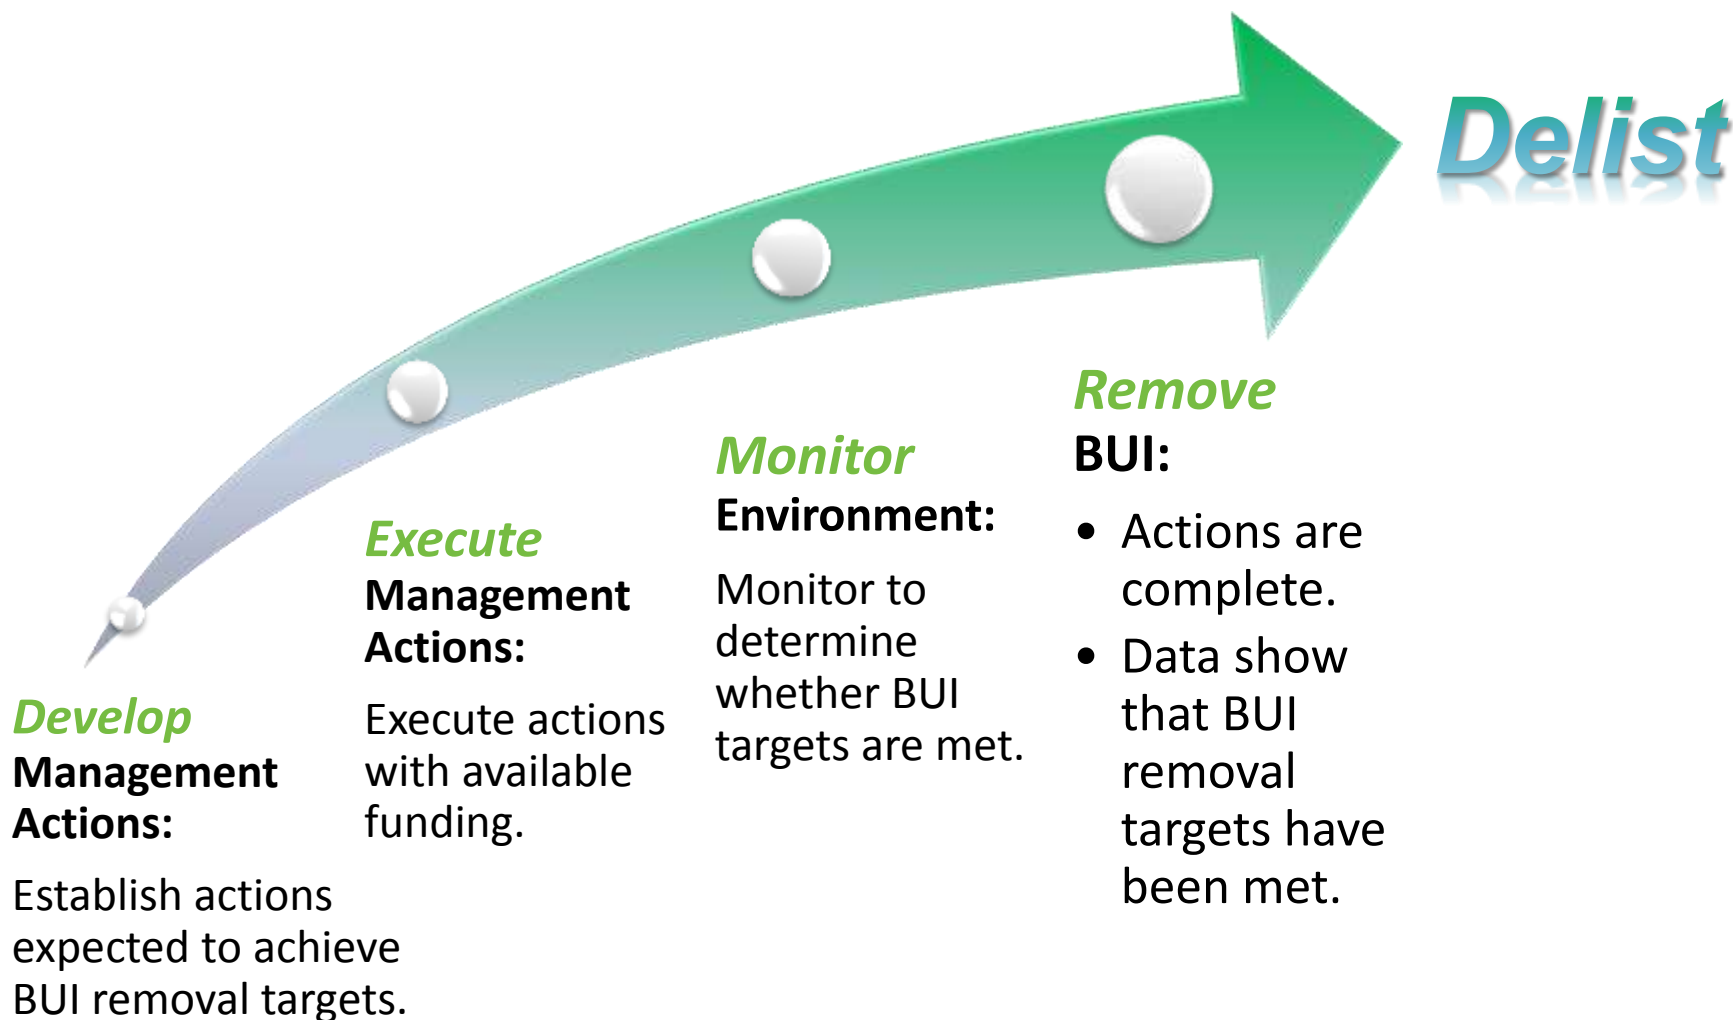 Delist
Develop
Management
Actions:
Establish actions
expected to achieve
BUI removal targets.
Execute
Management
Actions:
Execute actions
with available
funding.
Monitor
Environment:
Monitor to
determine
whether BUI
targets are met.
Remove
BUI:
• Actions are
complete.
• Data show
that BUI
removal
targets have
been met.